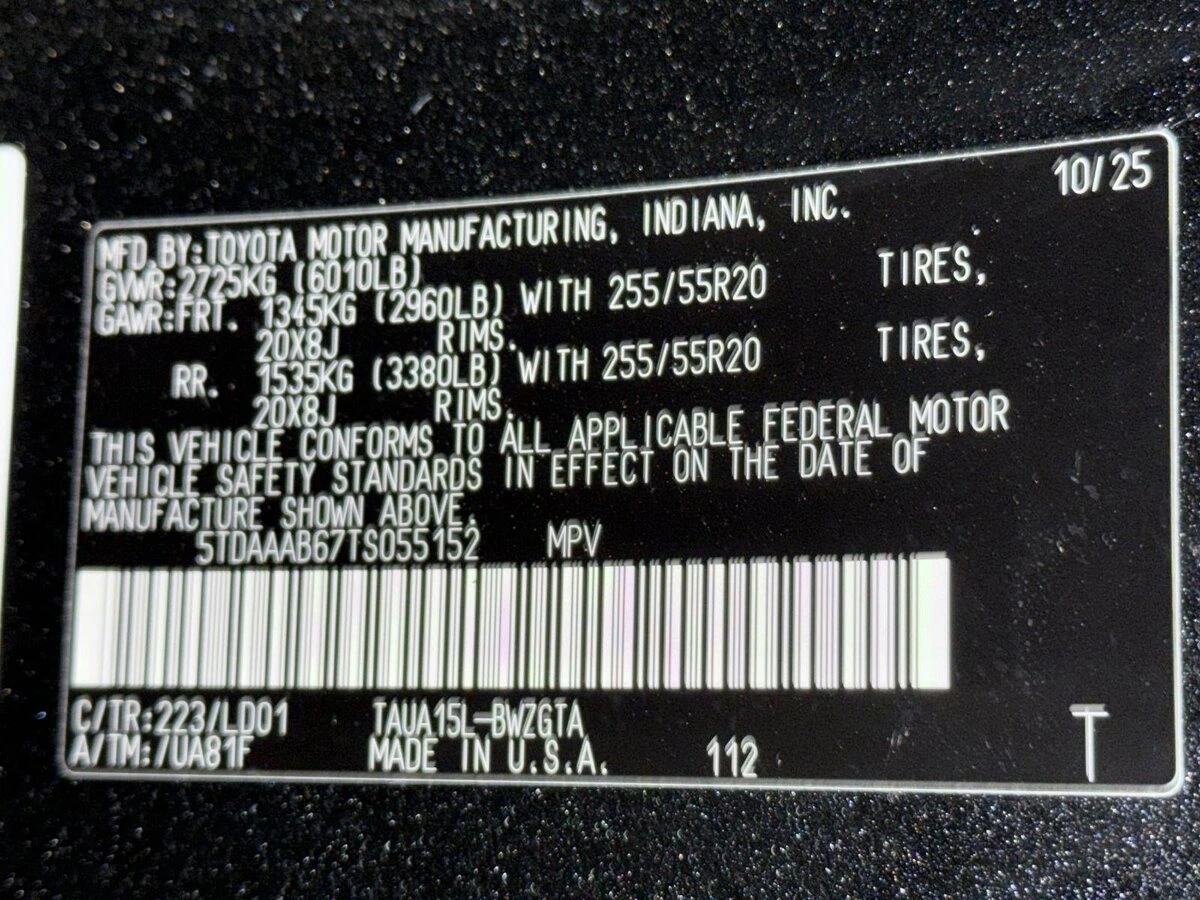 10/25
MFD.BY:TOYOTA MOTOR MANUFACTURING, INDIANA, INC.
GVWR:2725KG (6010LB)
GAWR:FRT. 1345KG (2960LB) WITH 255/55R20 TIRES,
20X8J RIMS.
RR. 1535KG (3380LB) WITH 255/55R20 TIRES,
20X8J RIMS.
THIS VEHICLE CONFORMS TO ALL APPLICABLE FEDERAL MOTOR
VEHICLE SAFETY STANDARDS IN EFFECT ON THE DATE OF
MANUFACTURE SHOWN ABOVE.
5TDAAAB67TS055152 MPV
C/TR:223/LD01 TAUA15L-BWZGTA
A/TM:/UA81F MADE IN U.S.A. 112 T